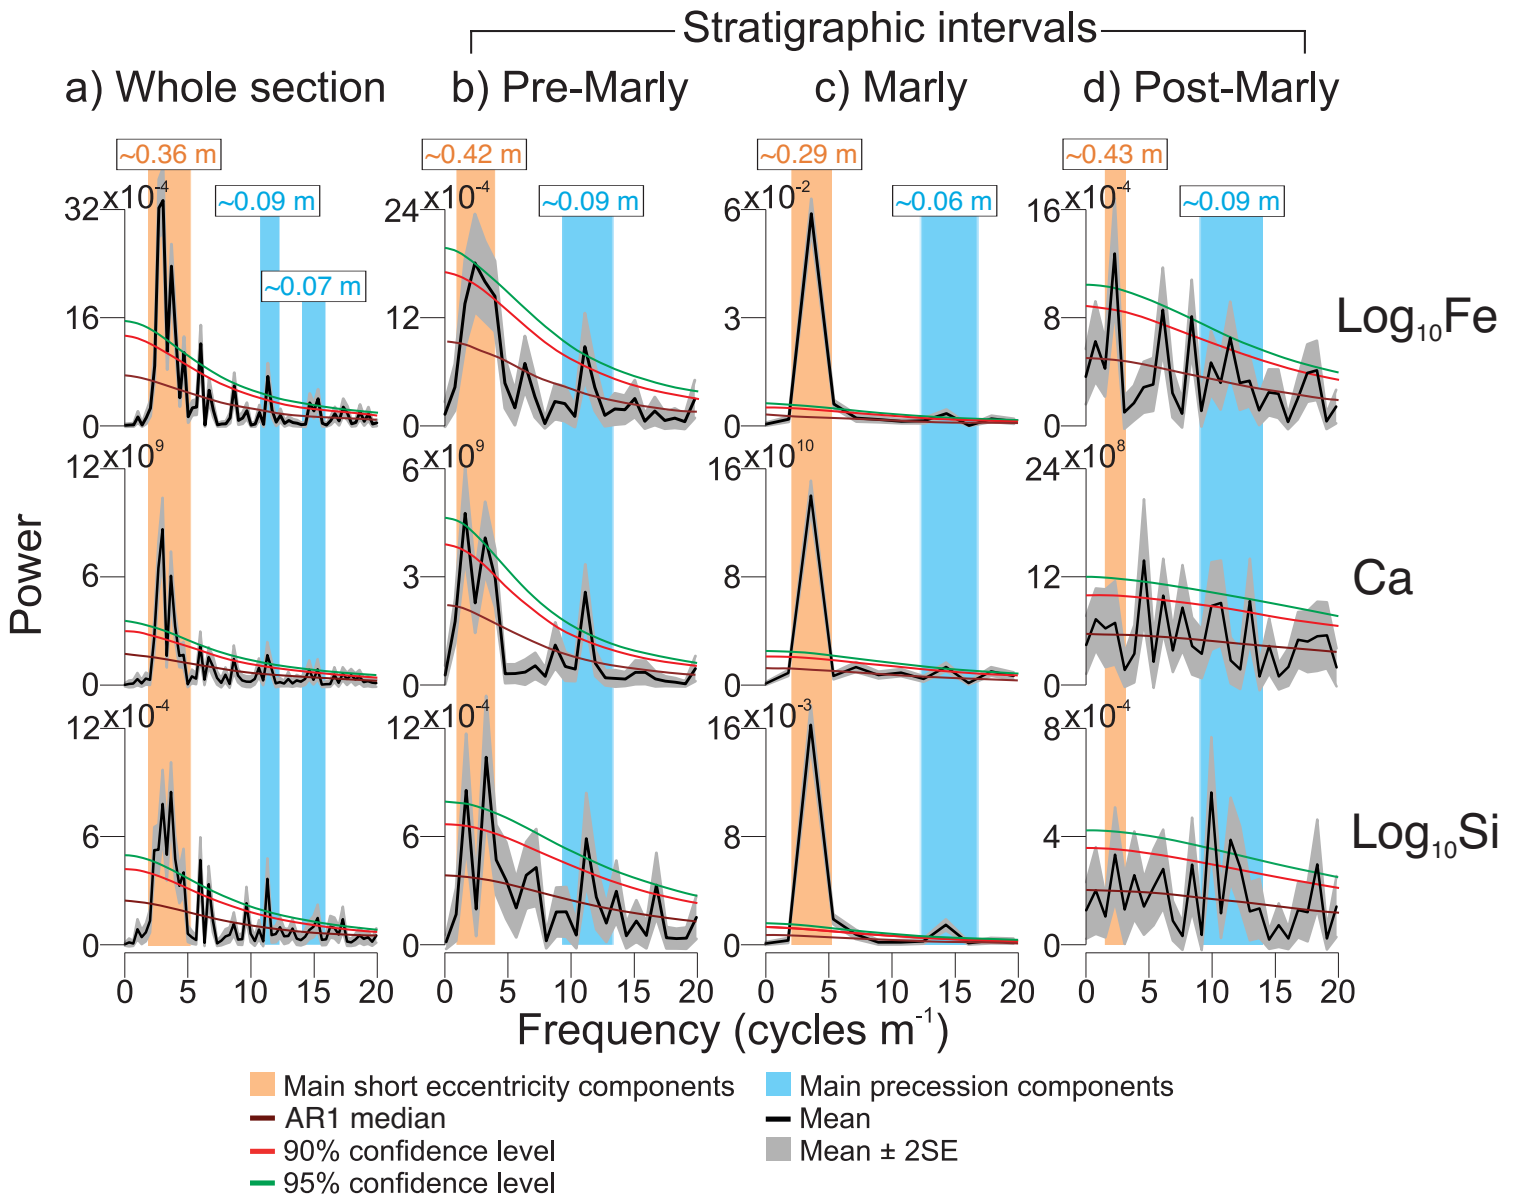 Stratigraphic intervals
a) Whole section
b) Pre-Marly
c) Marly
d) Post-Marly
~0.36 m
~0.42 m
~0.29 m
~0.43 m
~0.09 m
~0.09 m
~0.06 m
~0.09 m
~0.07 m
32 x10⁻⁴
16
0
24 x10⁻⁴
12
0
6 x10⁻²
3
0
16 x10⁻⁴
8
0
Log₁₀Fe
12 x10⁹
6
0
6 x10⁹
3
0
16 x10¹⁰
8
0
24 x10⁸
12
0
Ca
Power
12 x10⁻⁴
6
0
12 x10⁻⁴
6
0
16 x10⁻³
8
0
8 x10⁻⁴
4
0
Log₁₀Si
0 5 10 15 20
0 5 10 15 20
0 5 10 15 20
0 5 10 15 20
Frequency (cycles m⁻¹)
Main short eccentricity components
AR1 median
90% confidence level
95% confidence level
Main precession components
Mean
Mean ± 2SE